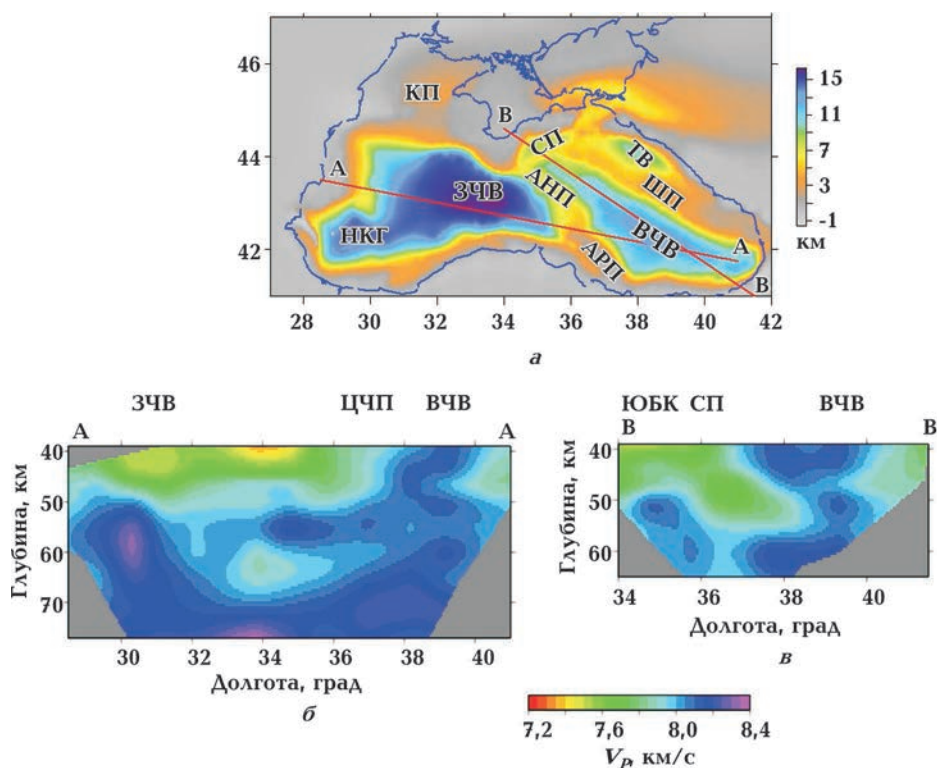 46
44
42
28 30 32 34 36 38 40 42
КП
В
СП
ТВ
А
АНП
ШП
ЗЧВ
НКГ
ВЧВ
А
АРП
В
15
11
7
3
-1
км
а
ЗЧВ ЦЧП ВЧВ
А А
Глубина, км
40
50
60
70
30 32 34 36 38 40
Долгота, град
б
ЮБК СП ВЧВ
В В
Глубина, км
40
50
60
34 36 38 40
Долгота, град
в
7,2 7,6 8,0 8,4
Vp, км/с